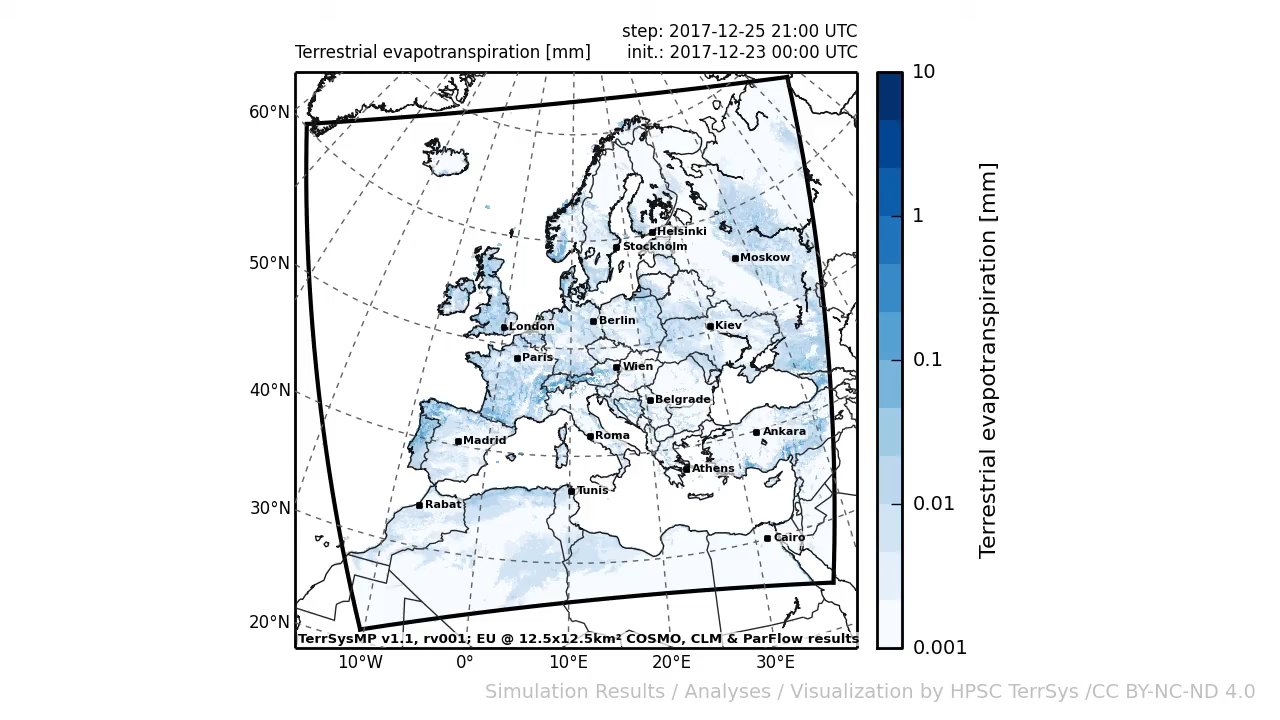 step: 2017-12-25 21:00 UTC
Terrestrial evapotranspiration [mm] init.: 2017-12-23 00:00 UTC
60°N
50°N
40°N
30°N
20°N
10°W 0° 10°E 20°E 30°E
Helsinki
Stockholm
Moskow
London
Berlin
Kiev
Paris
Wien
Belgrade
Madrid
Roma
Ankara
Athens
Tunis
Rabat
Cairo
TerrSysMP v1.1, rv001; EU @ 12.5x12.5km² COSMO, CLM & ParFlow results
10
1
0.1
0.01
0.001
Terrestrial evapotranspiration [mm]
Simulation Results / Analyses / Visualization by HPSC TerrSys /CC BY-NC-ND 4.0